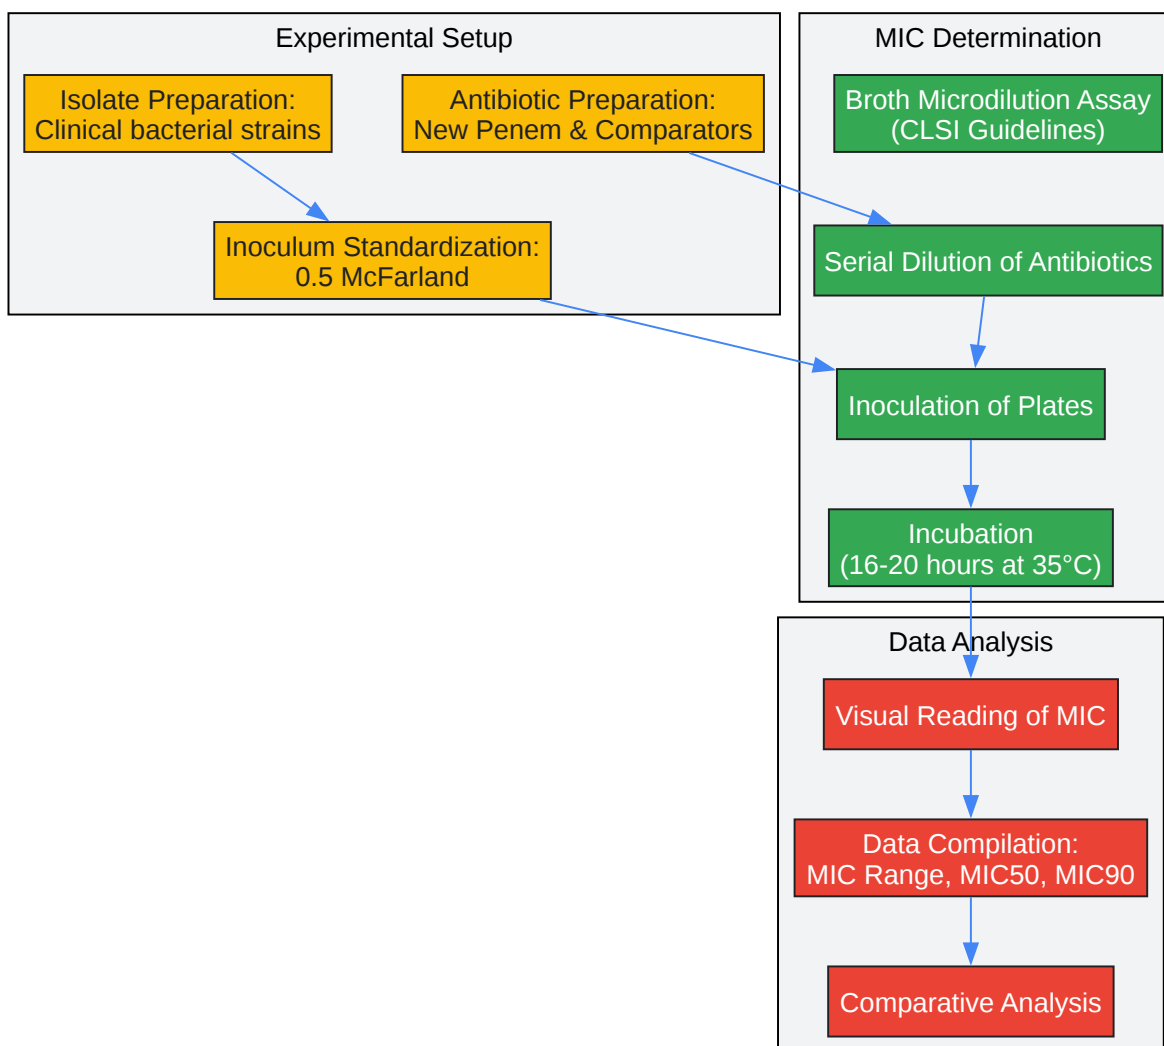 Experimental Setup
Isolate Preparation:
Clinical bacterial strains
Antibiotic Preparation:
New Penem & Comparators
Inoculum Standardization:
0.5 McFarland
MIC Determination
Broth Microdilution Assay
(CLSI Guidelines)
Serial Dilution of Antibiotics
Inoculation of Plates
Incubation
(16-20 hours at 35°C)
Data Analysis
Visual Reading of MIC
Data Compilation:
MIC Range, MIC50, MIC90
Comparative Analysis